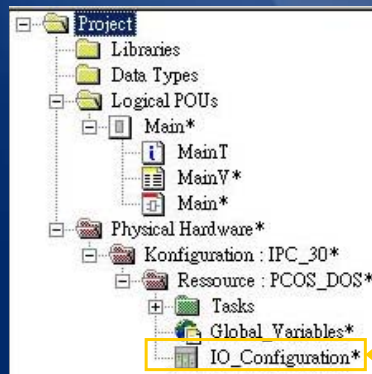 Project
Libraries
Data Types
Logical POUs
Main*
MainT
MainV*
Main*
Physical Hardware*
Konfiguration : IPC_30*
Ressource : PCOS_DOS*
Tasks
Global_Variables*
IO_Configuration*